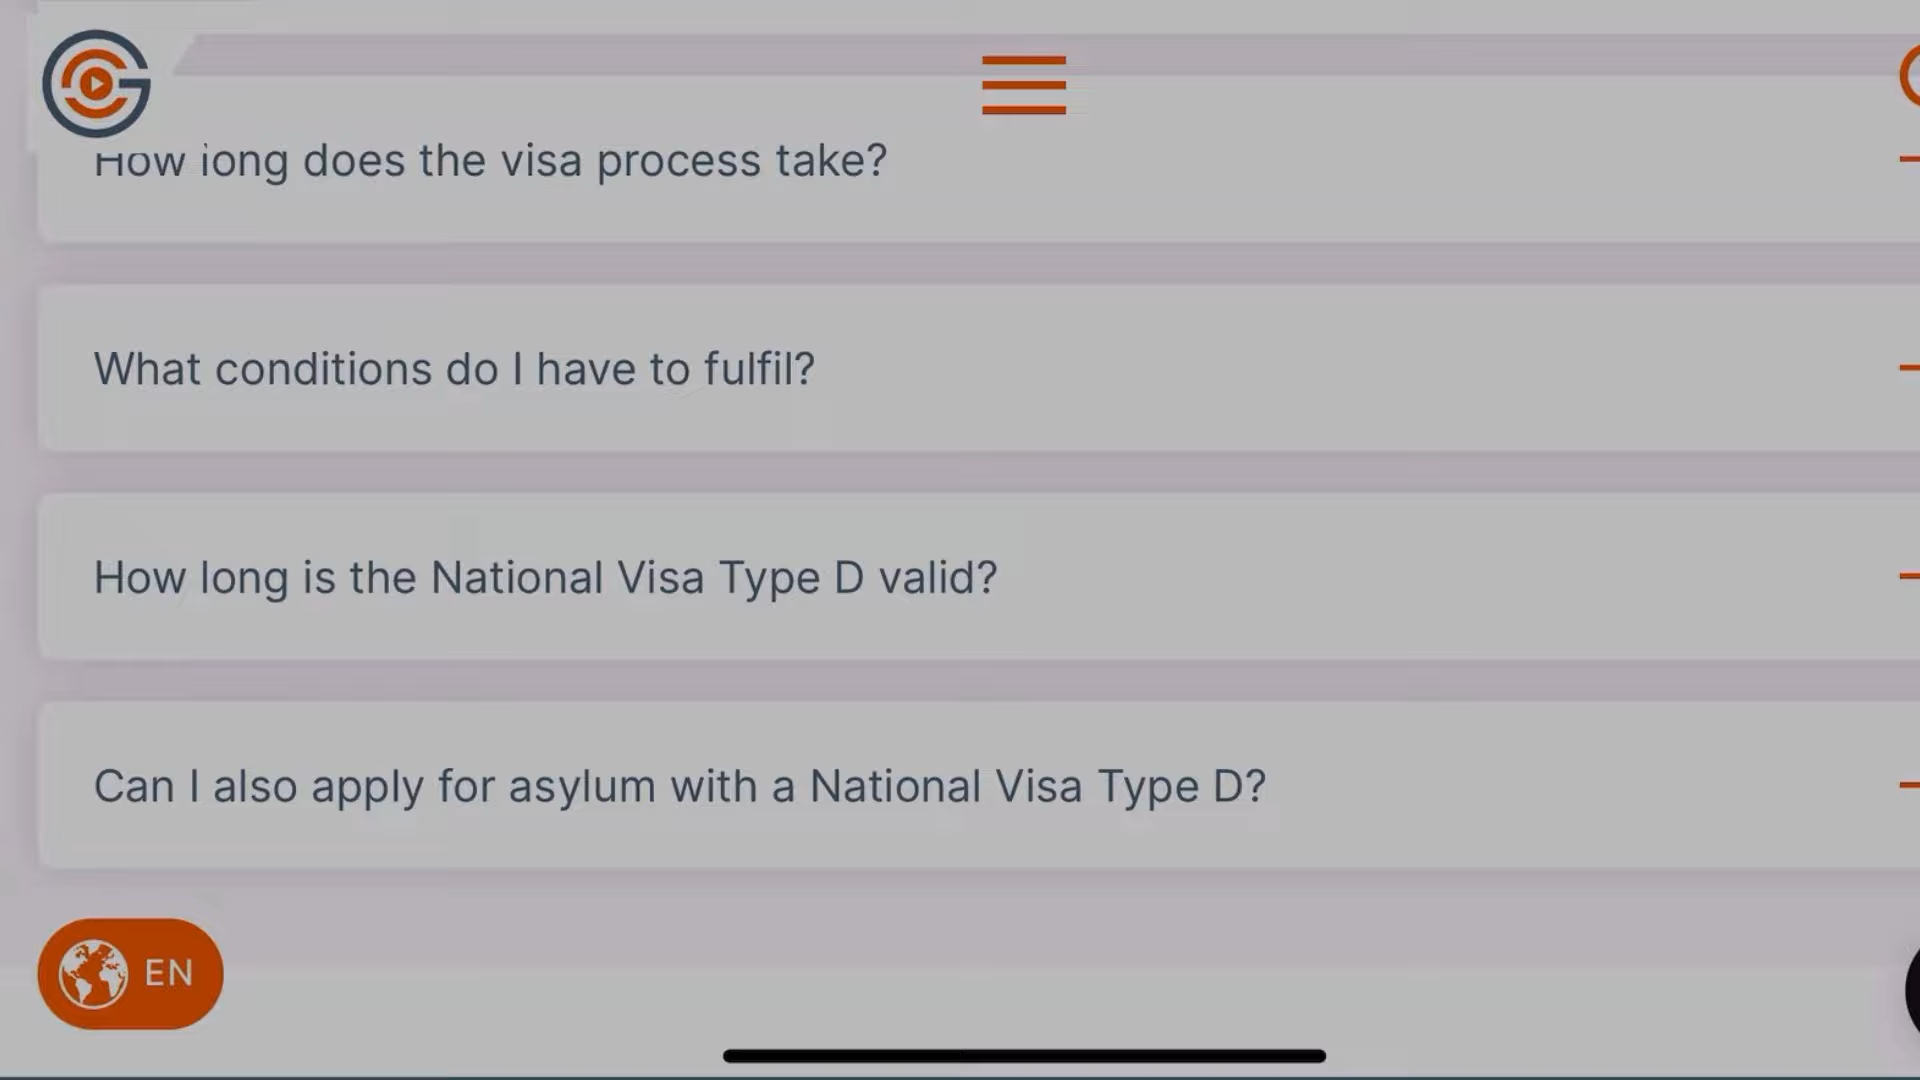 How long does the visa process take?
What conditions do I have to fulfil?
How long is the National Visa Type D valid?
Can I also apply for asylum with a National Visa Type D?
EN